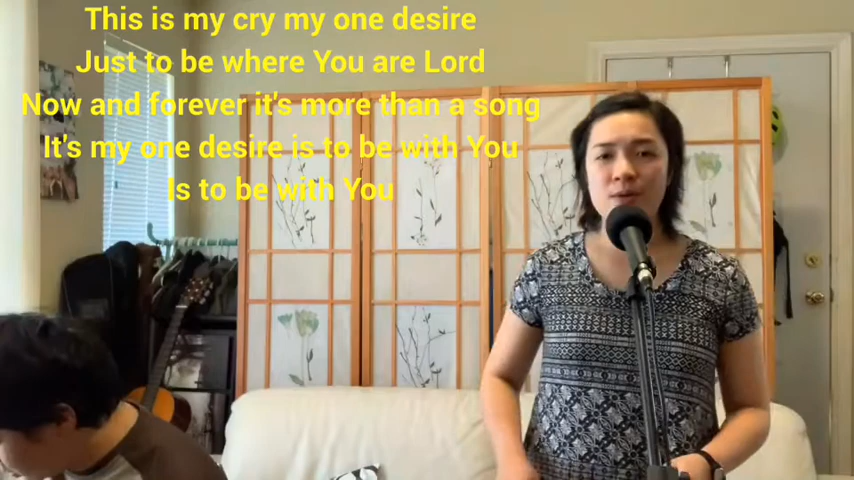 This is my cry my one desire
Just to be where You are Lord
Now and forever it's more than a song
It's my one desire is to be with You
Is to be with You